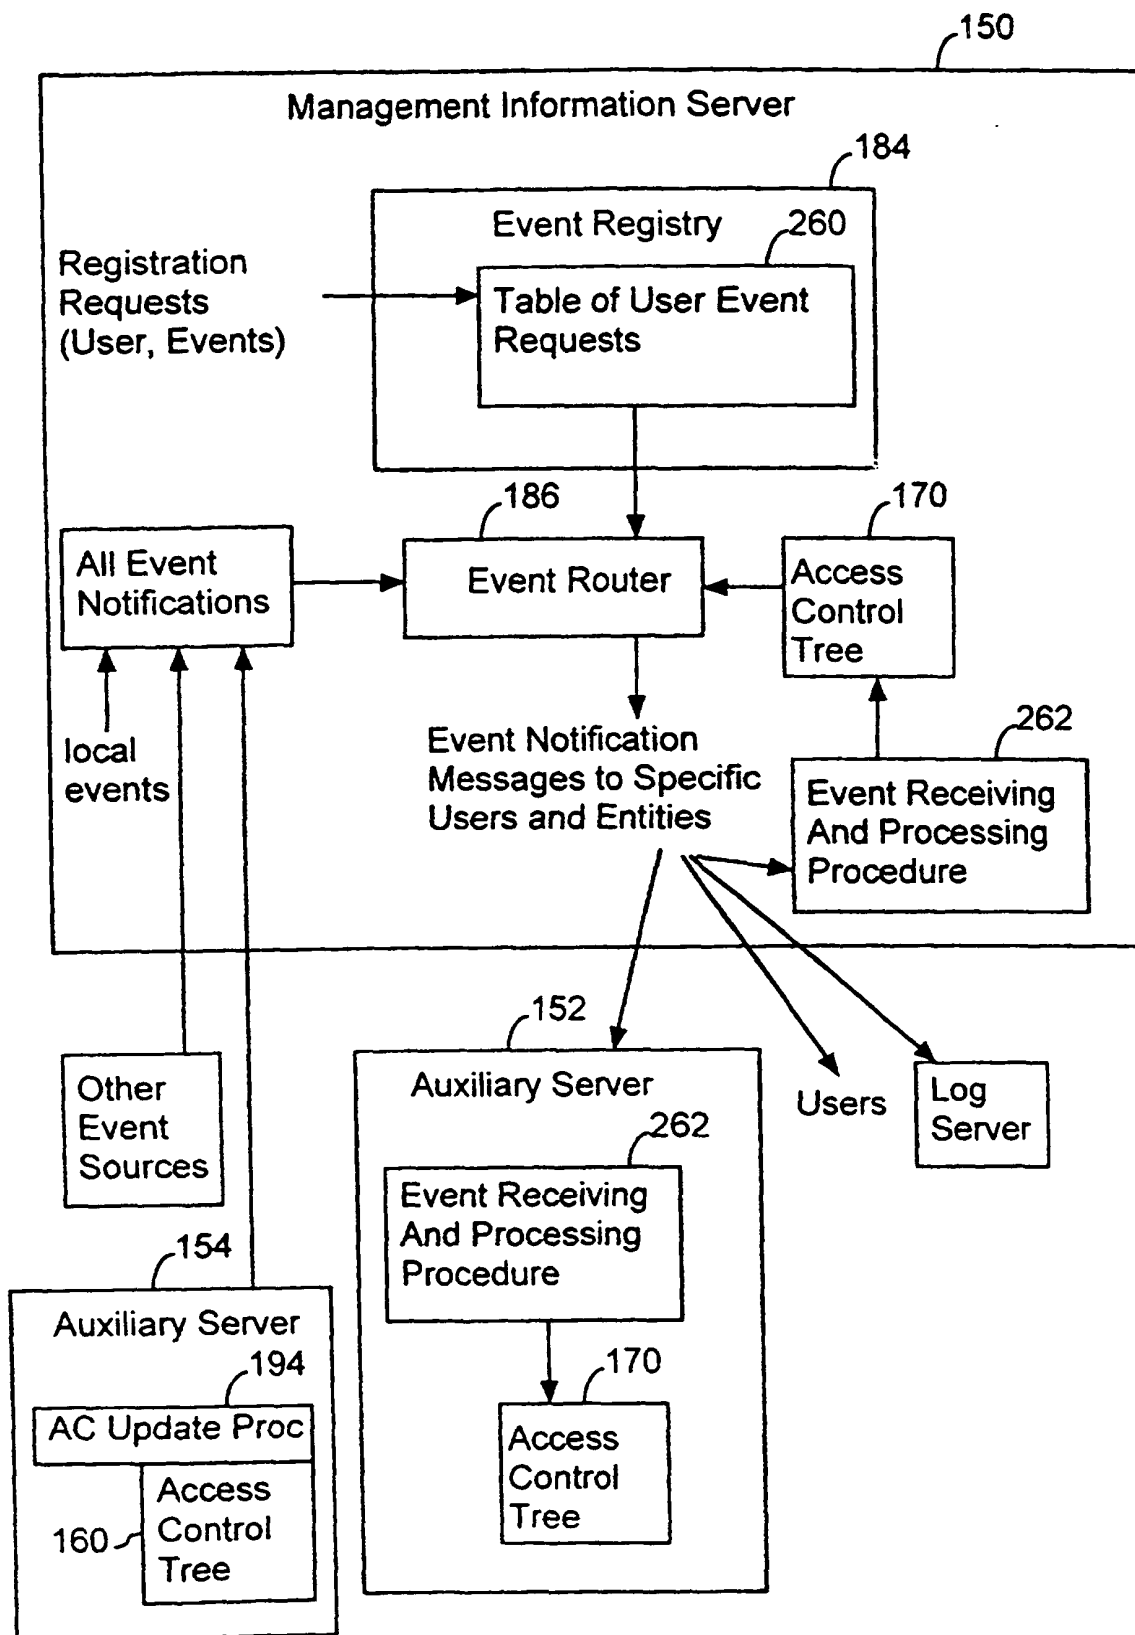 150
Management Information Server
184
Event Registry
260
Registration
Requests
(User, Events)
Table of User Event
Requests
186
170
All Event
Notifications
Event Router
Access
Control
Tree
local
events
Event Notification
Messages to Specific
Users and Entities
262
Event Receiving
And Processing
Procedure
152
Other
Event
Sources
Auxiliary Server
Users
Log
Server
262
Event Receiving
And Processing
Procedure
154
Auxiliary Server
194
AC Update Proc
170
Access
Control
Tree
160
Access
Control
Tree